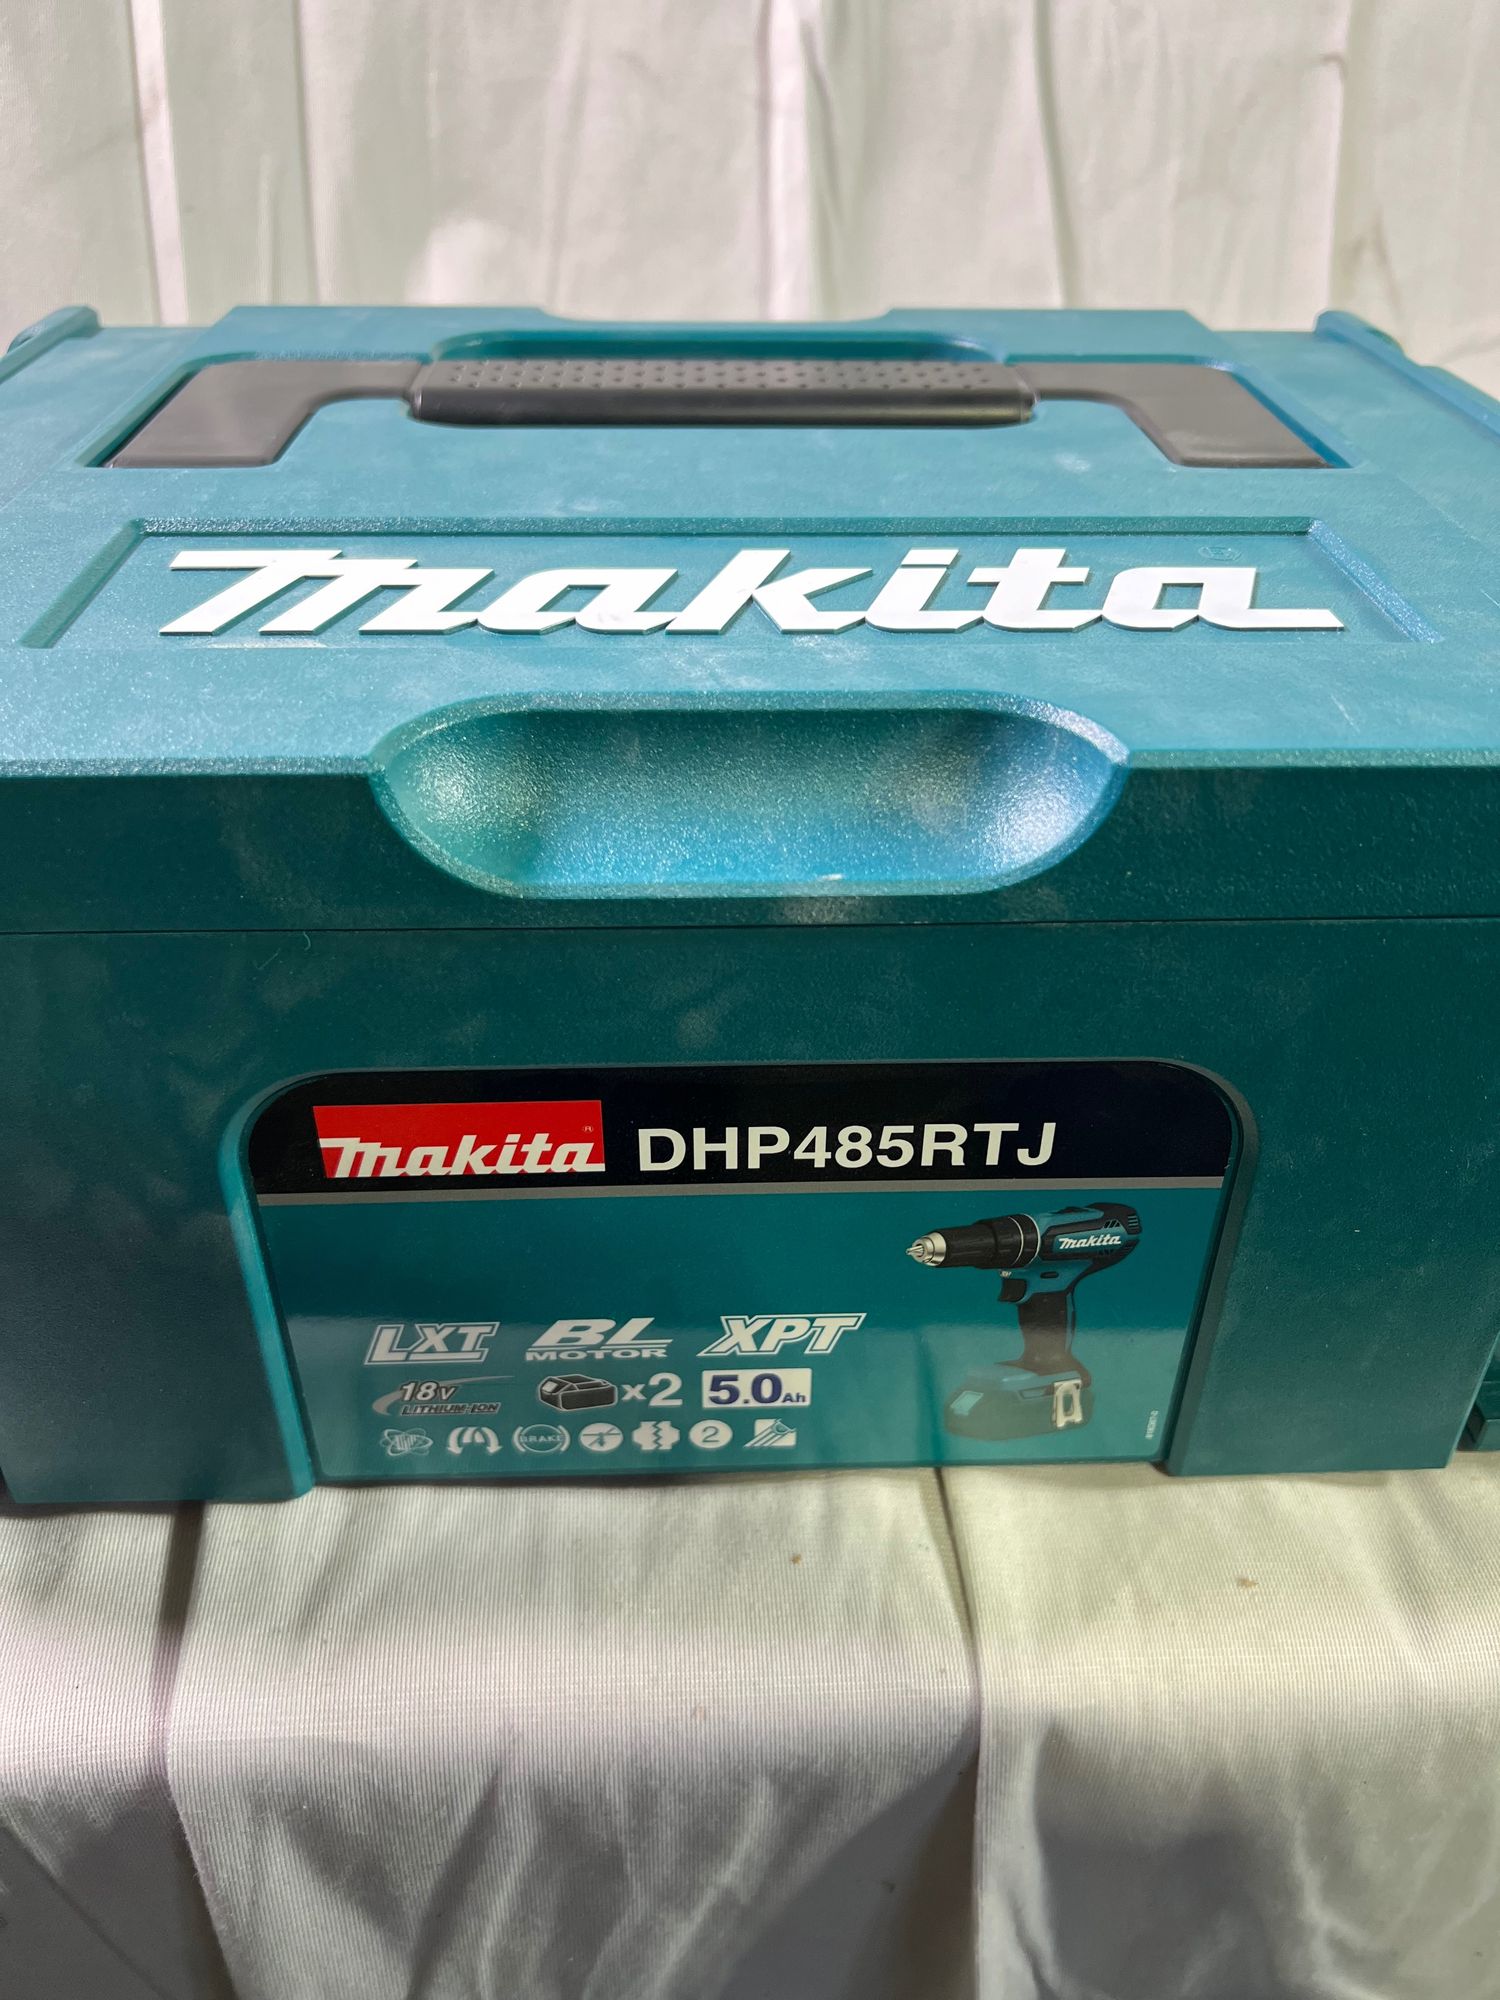 makita
makita® DHP485RTJ
makita
LXT BL MOTOR XPT
18V LITHIUM-ION x2 5.0Ah
BRAKE 2